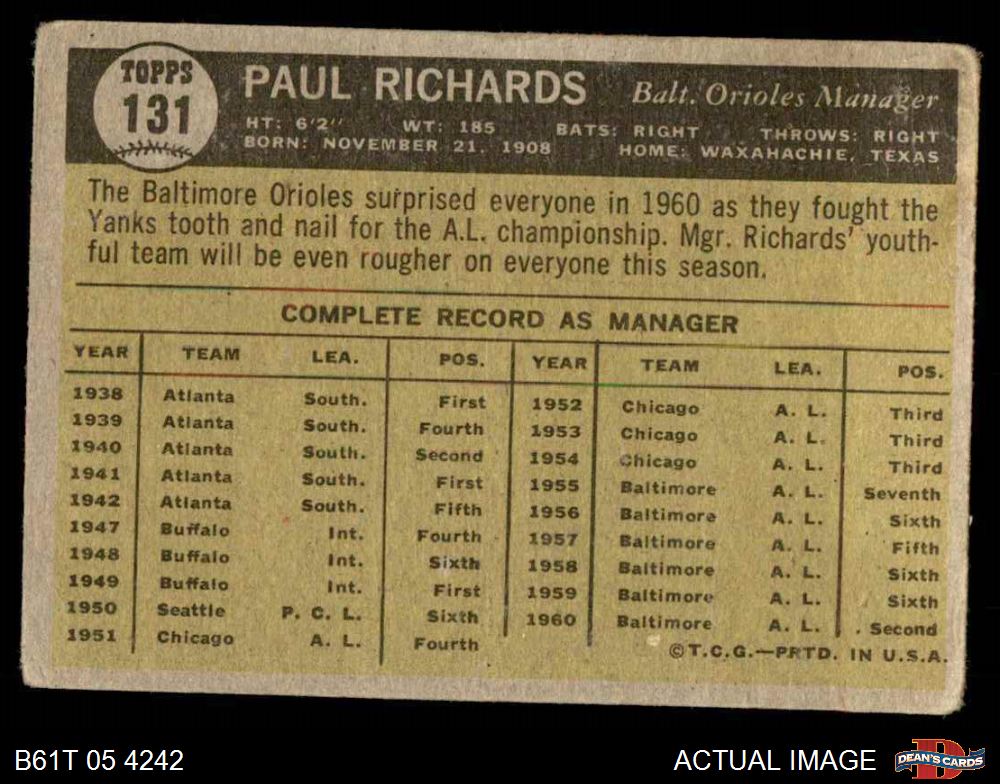 TOPPS
131
PAUL RICHARDS Balt. Orioles Manager
HT: 6'2" WT: 185 BATS: RIGHT THROWS: RIGHT
BORN: NOVEMBER 21, 1908 HOME: WAXAHACHIE, TEXAS
The Baltimore Orioles surprised everyone in 1960 as they fought the
Yanks tooth and nail for the A.L. championship. Mgr. Richards' youth-
ful team will be even rougher on everyone this season.
COMPLETE RECORD AS MANAGER
YEAR TEAM LEA. POS. YEAR TEAM LEA. POS.
1938 Atlanta South. First 1952 Chicago A. L. Third
1939 Atlanta South. Fourth 1953 Chicago A. L. Third
1940 Atlanta South. Second 1954 Chicago A. L. Third
1941 Atlanta South. First 1955 Baltimore A. L. Seventh
1942 Atlanta South. Fifth 1956 Baltimore A. L. Sixth
1947 Buffalo Int. Fourth 1957 Baltimore A. L. Fifth
1948 Buffalo Int. Sixth 1958 Baltimore A. L. Sixth
1949 Buffalo Int. First 1959 Baltimore A. L. Sixth
1950 Seattle P. C. L. Sixth 1960 Baltimore A. L. Second
1951 Chicago A. L. Fourth
©T.C.G.—PRTD. IN U.S.A.
B61T 05 4242 ACTUAL IMAGE DEAN'S CARDS